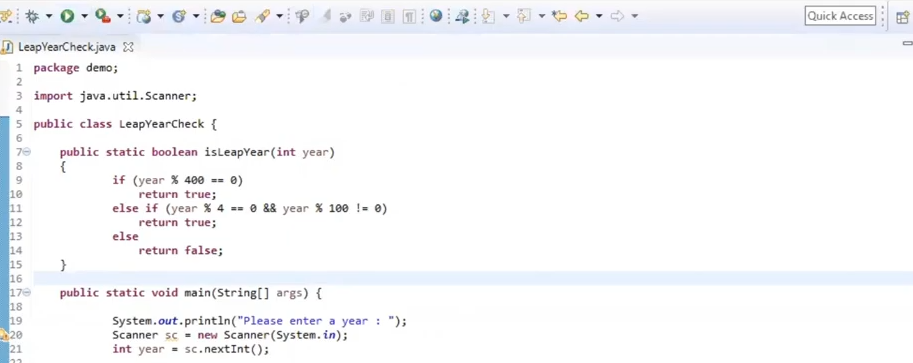 Quick Access
LeapYearCheck.java
1 package demo;
2
3 import java.util.Scanner;
4
5 public class LeapYearCheck {
6
7 public static boolean isLeapYear(int year)
8 {
9 if (year % 400 == 0)
10 return true;
11 else if (year % 4 == 0 && year % 100 != 0)
12 return true;
13 else
14 return false;
15 }
16
17 public static void main(String[] args) {
18
19 System.out.println("Please enter a year : ");
20 Scanner sc = new Scanner(System.in);
21 int year = sc.nextInt();